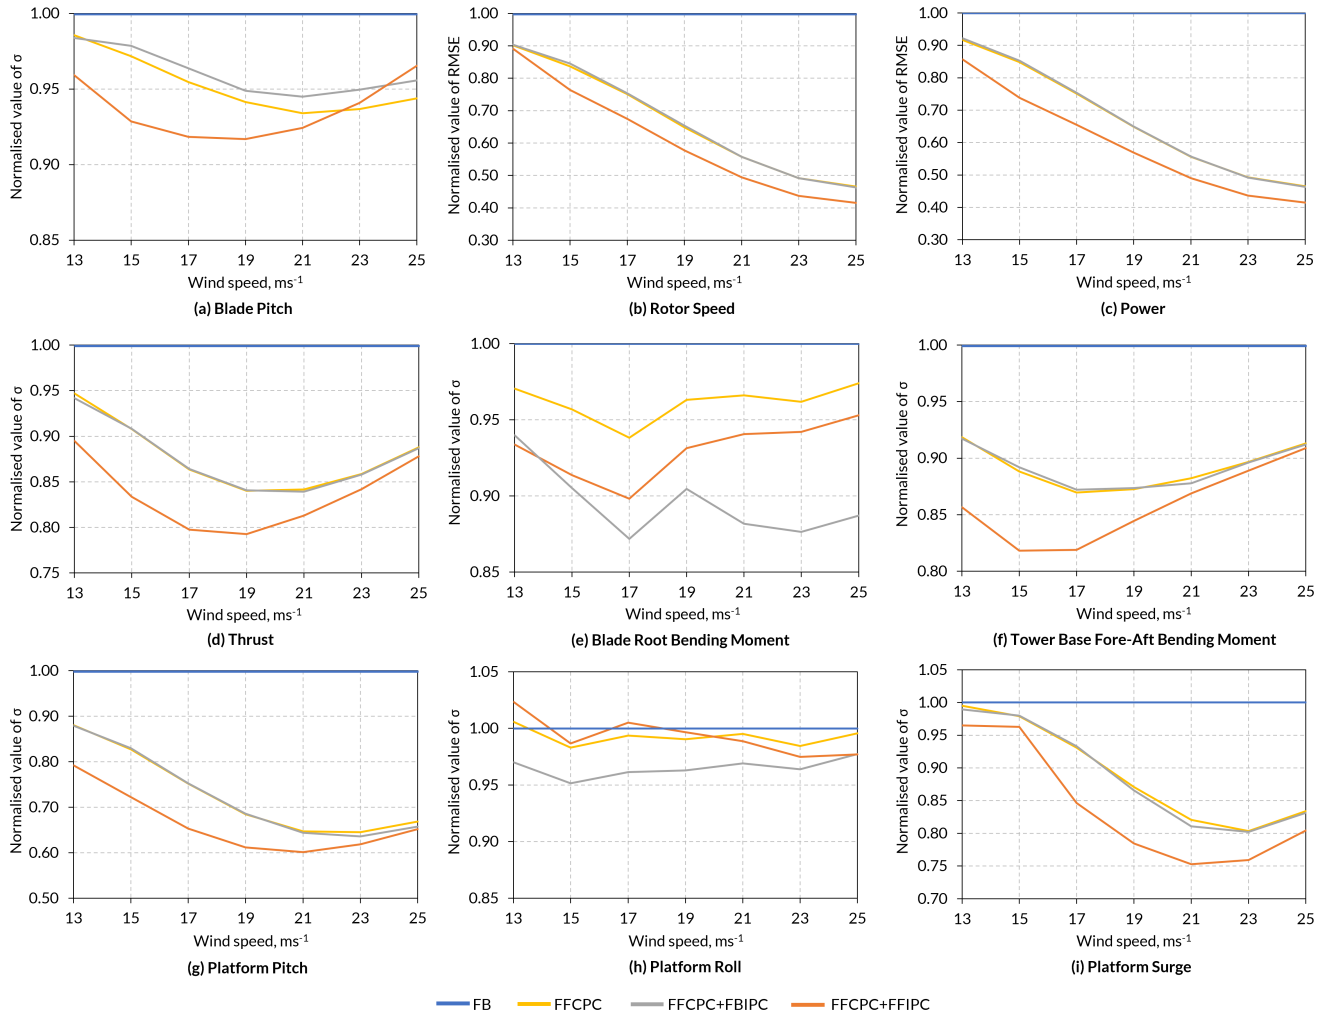 1.00
0.95
0.90
0.85
Normalised value of σ
13 15 17 19 21 23 25
Wind speed, ms-1
(a) Blade Pitch
1.00
0.90
0.80
0.70
0.60
0.50
0.40
0.30
Normalised value of RMSE
13 15 17 19 21 23 25
Wind speed, ms-1
(b) Rotor Speed
1.00
0.90
0.80
0.70
0.60
0.50
0.40
0.30
Normalised value of RMSE
13 15 17 19 21 23 25
Wind speed, ms-1
(c) Power
1.00
0.95
0.90
0.85
0.80
0.75
Normalised value of σ
13 15 17 19 21 23 25
Wind speed, ms-1
(d) Thrust
1.00
0.95
0.90
0.85
Normalised value of σ
13 15 17 19 21 23 25
Wind speed, ms-1
(e) Blade Root Bending Moment
1.00
0.95
0.90
0.85
0.80
Normalised value of σ
13 15 17 19 21 23 25
Wind speed, ms-1
(f) Tower Base Fore-Aft Bending Moment
1.00
0.90
0.80
0.70
0.60
0.50
Normalised value of σ
13 15 17 19 21 23 25
Wind speed, ms-1
(g) Platform Pitch
1.05
1.00
0.95
0.90
0.85
Normalised value of σ
13 15 17 19 21 23 25
Wind speed, ms-1
(h) Platform Roll
1.05
1.00
0.95
0.90
0.85
0.80
0.75
0.70
Normalised value of σ
13 15 17 19 21 23 25
Wind speed, ms-1
(i) Platform Surge
FB FFCPC FFCPC+FBIPC FFCPC+FFIPC